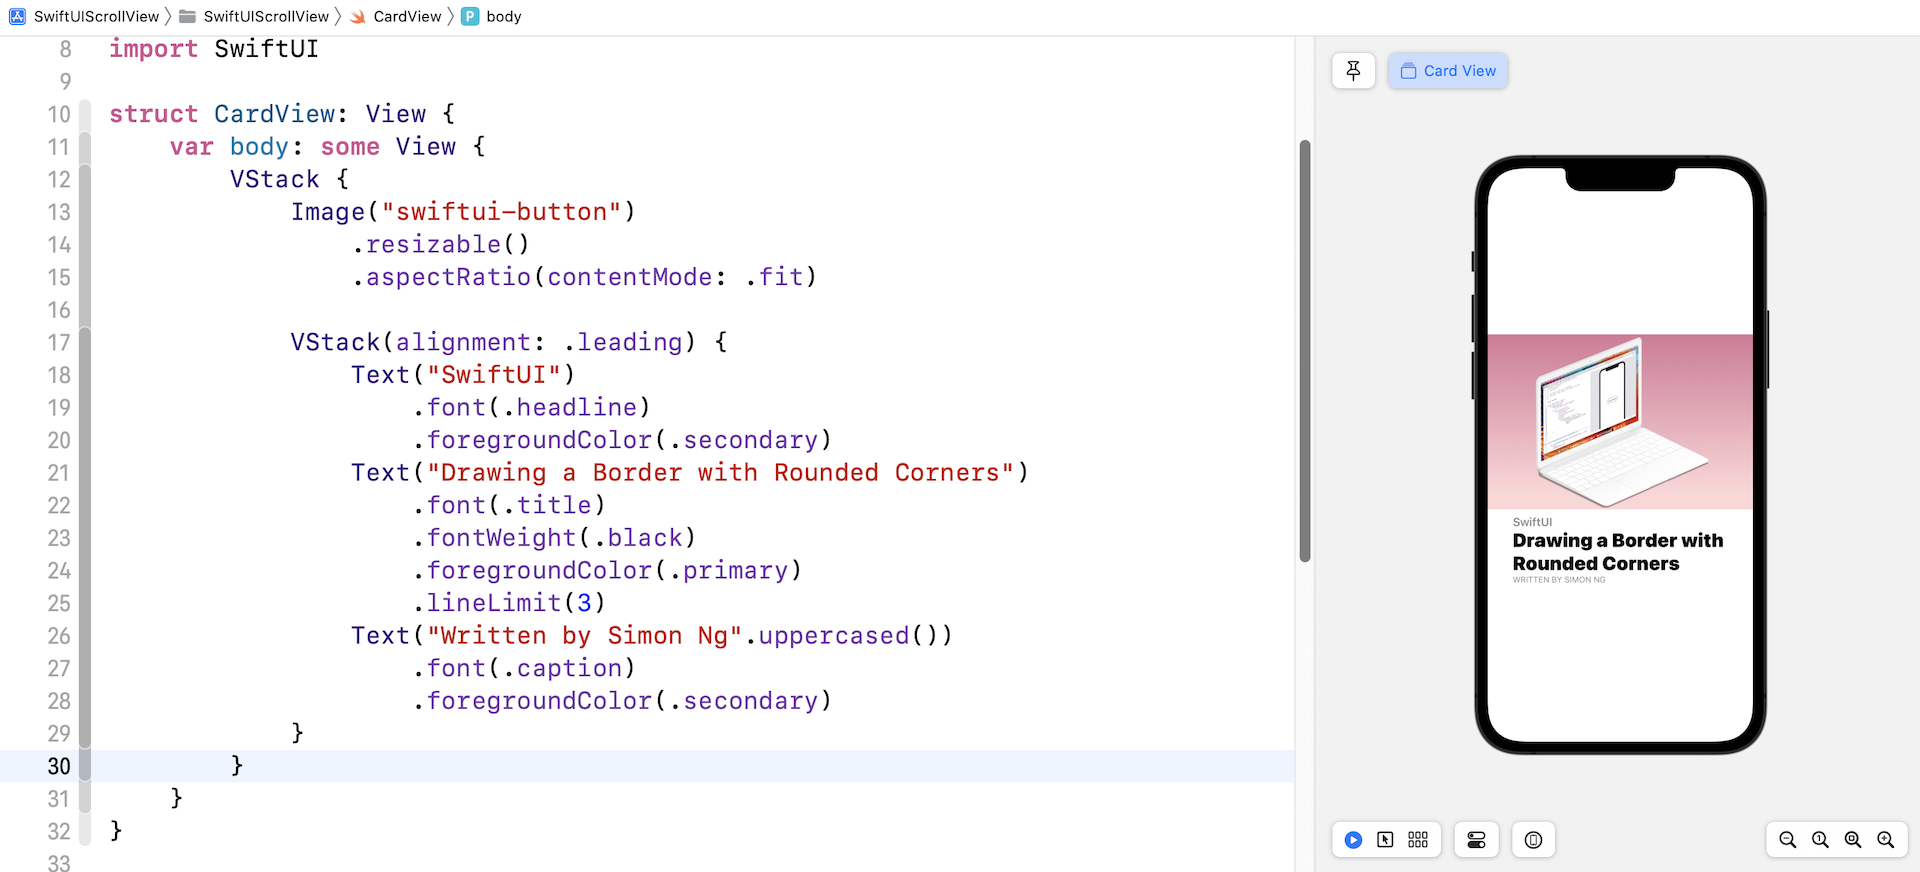 SwiftUIScrollView 〉 SwiftUIScrollView 〉 CardView 〉 P body
8 import SwiftUI
9
10 struct CardView: View {
11 var body: some View {
12 VStack {
13 Image("swiftui-button")
14 .resizable()
15 .aspectRatio(contentMode: .fit)
16
17 VStack(alignment: .leading) {
18 Text("SwiftUI")
19 .font(.headline)
20 .foregroundColor(.secondary)
21 Text("Drawing a Border with Rounded Corners")
22 .font(.title)
23 .fontWeight(.black)
24 .foregroundColor(.primary)
25 .lineLimit(3)
26 Text("Written by Simon Ng".uppercased())
27 .font(.caption)
28 .foregroundColor(.secondary)
29 }
30 }
31 }
32 }
33
Card View
SwiftUI
Drawing a Border with
Rounded Corners
WRITTEN BY SIMON NG